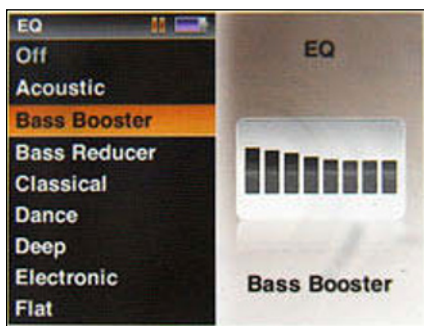 EQ
Off
Acoustic
Bass Booster
Bass Reducer
Classical
Dance
Deep
Electronic
Flat
EQ
Bass Booster